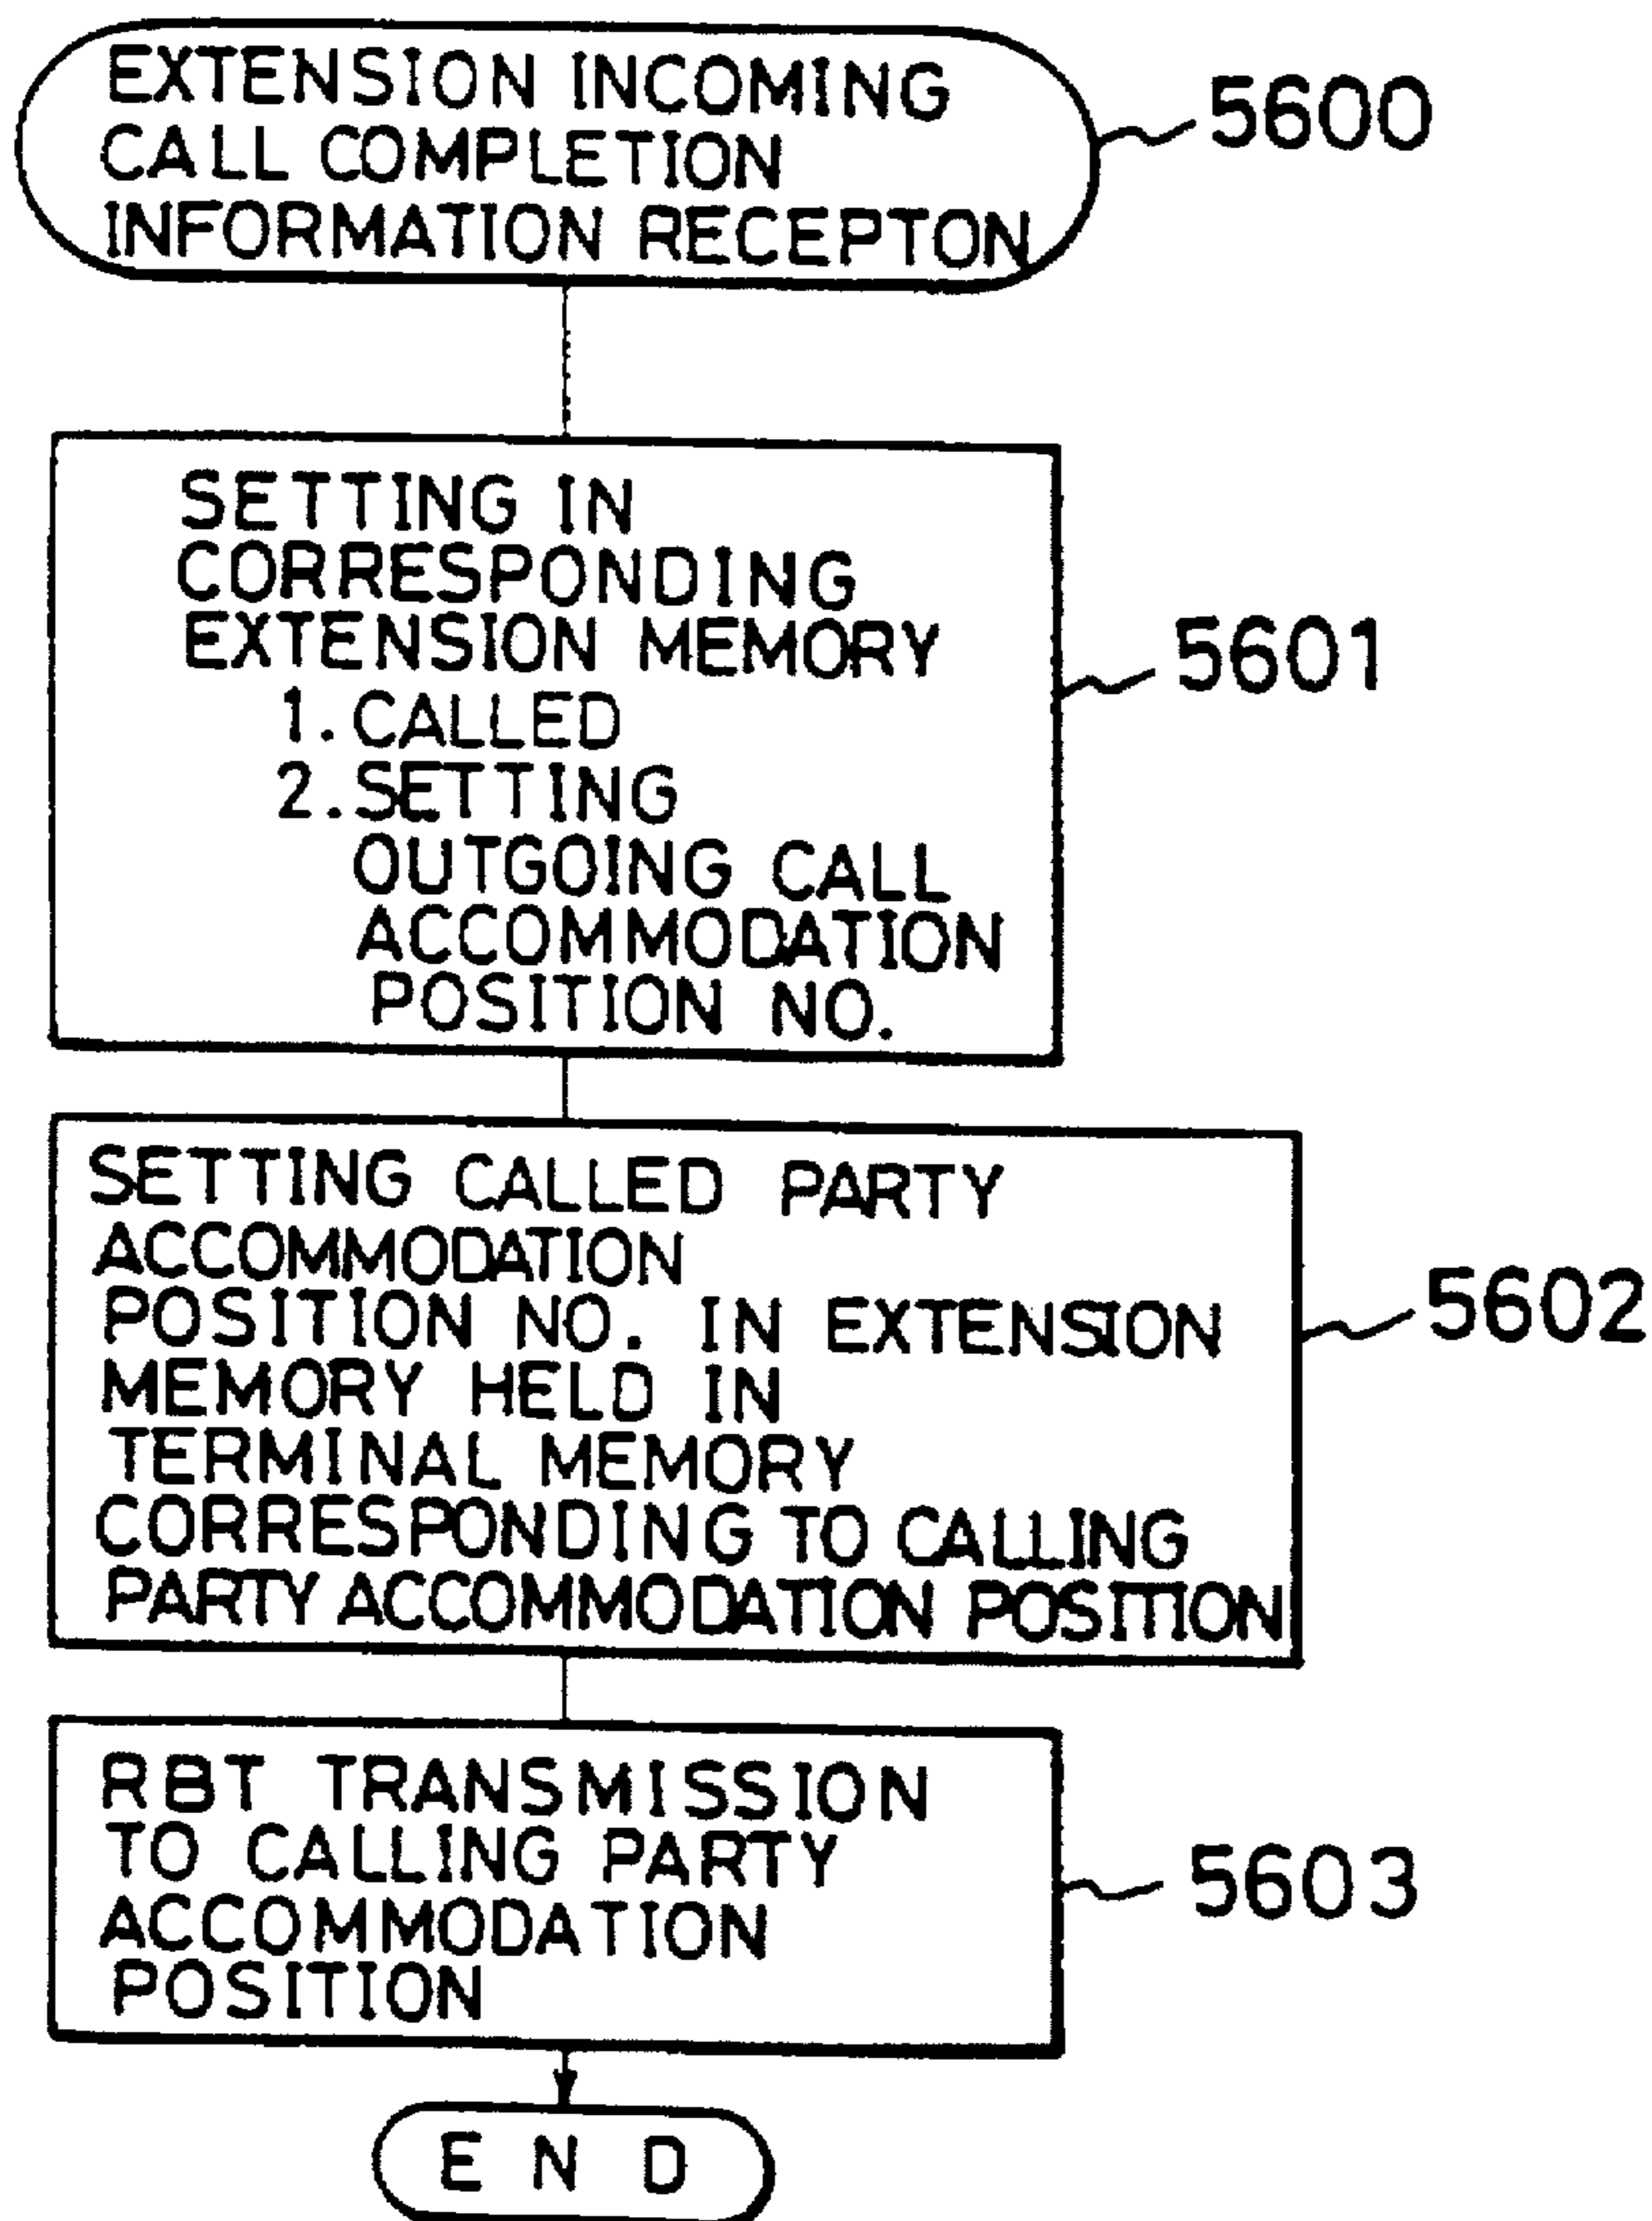 EXTENSION INCOMING
CALL COMPLETION
INFORMATION RECEPTON
5600
SETTING IN
CORRESPONDING
EXTENSION MEMORY
1. CALLED
2. SETTING
OUTGOING CALL
ACCOMMODATION
POSITION NO.
5601
SETTING CALLED PARTY
ACCOMMODATION
POSITION NO. IN EXTENSION
MEMORY HELD IN
TERMINAL MEMORY
CORRESPONDING TO CALLING
PARTY ACCOMMODATION POSITION
5602
RBT TRANSMISSION
TO CALLING PARTY
ACCOMMODATION
POSITION
5603
END